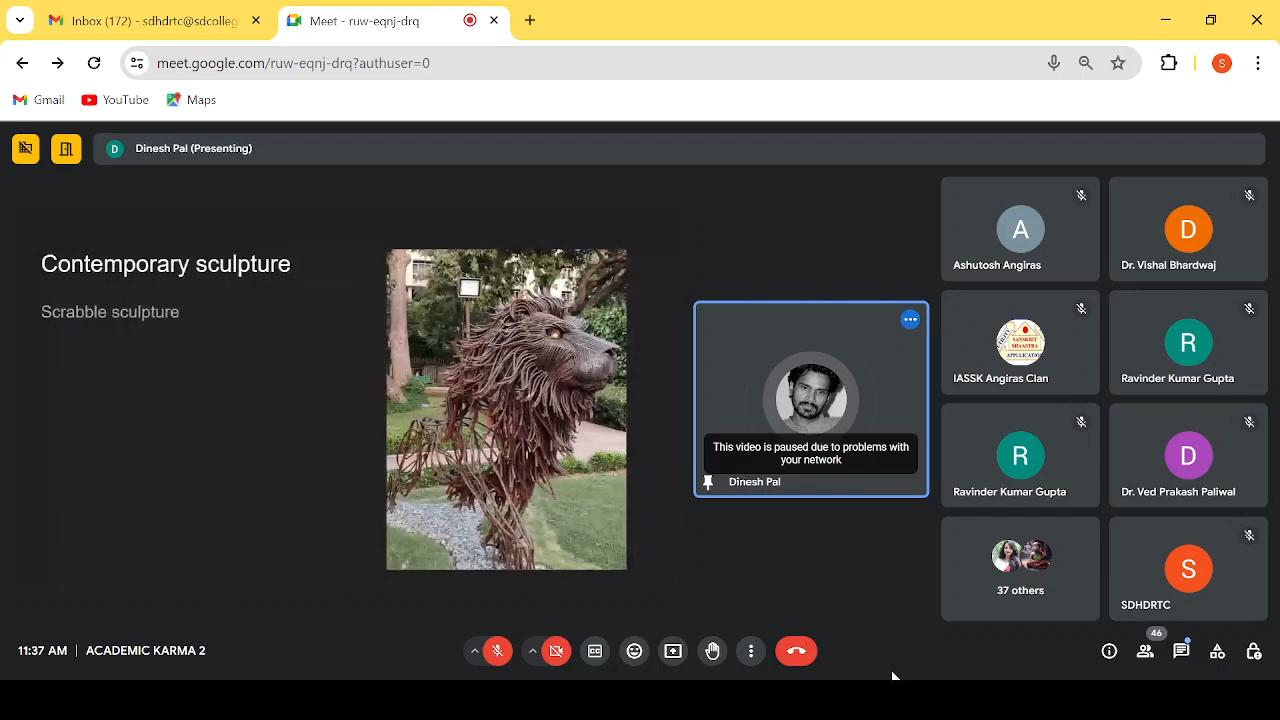 Inbox (172) - sdhdrtc@sdcolleg
Meet - ruw-eqnj-drq
meet.google.com/ruw-eqnj-drq?authuser=0
S
Gmail
YouTube
Maps
D
Dinesh Pal (Presenting)
Contemporary sculpture
Scrabble sculpture
This video is paused due to problems with
your network
Dinesh Pal
A
Ashutosh Angiras
D
Dr. Vishal Bhardwaj
SANSKRIT
SHAASTRA
APPLICATION
IASSK Angiras Clan
R
Ravinder Kumar Gupta
R
Ravinder Kumar Gupta
D
Dr. Ved Prakash Paliwal
37 others
S
SDHDRTC
11:37 AM | ACADEMIC KARMA 2
46